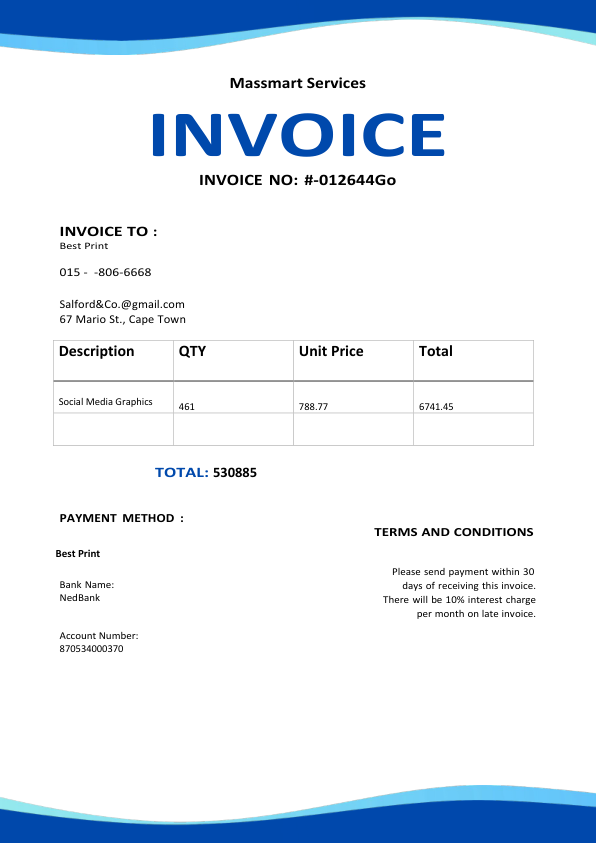 Massmart Services
INVOICE
INVOICE NO: #-012644Go
INVOICE TO :
Best Print
015 -  -806-6668
Salford&Co.@gmail.com
67 Mario St., Cape Town
Description QTY Unit Price Total
Social Media Graphics 461 788.77 6741.45
TOTAL: 530885
PAYMENT METHOD :
Best Print
Bank Name:
NedBank
Account Number:
870534000370
TERMS AND CONDITIONS
Please send payment within 30
days of receiving this invoice.
There will be 10% interest charge
per month on late invoice.